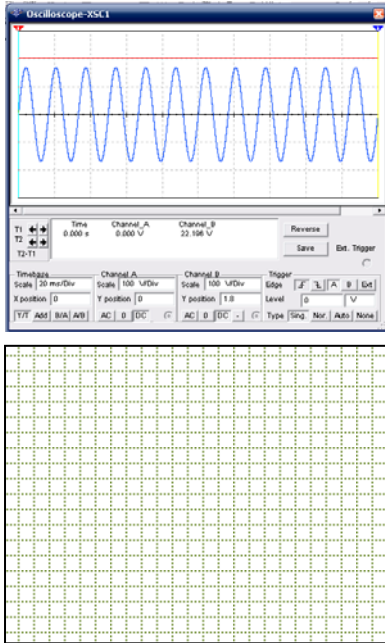 Oscilloscope-XSC1
T1
T2
T2-T1
Time Channel_A Channel_B
0.000 s 0.000 V 22.196 V
Reverse
Save Ext. Trigger
Timebase Channel A Channel B Trigger
Scale 20 ms/Div Scale 100 V/Div Scale 100 V/Div Edge A B Ext
X position 0 Y position 0 Y position 1.8 Level 0 V
Y/T Add B/A A/B AC 0 DC AC 0 DC - Type Sing. Nor. Auto None